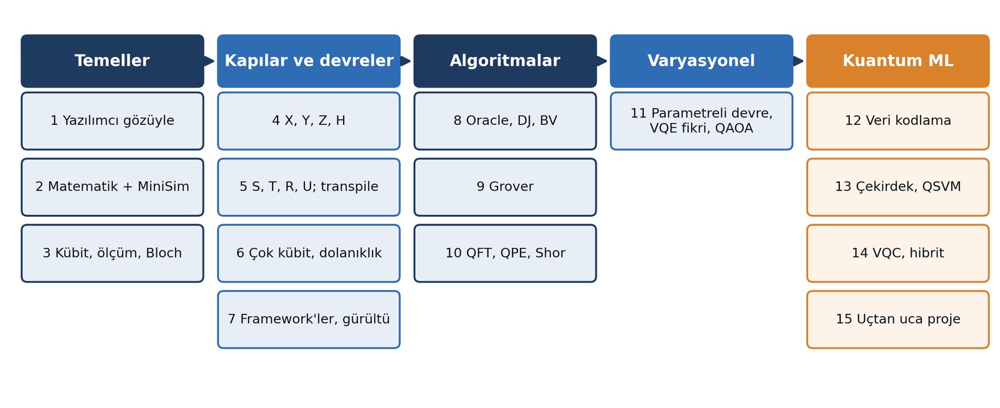 Temeller
1 Yazılımcı gözüyle
2 Matematik + MiniSim
3 Kübit, ölçüm, Bloch
Kapılar ve devreler
4 X, Y, Z, H
5 S, T, R, U; transpile
6 Çok kübit, dolanıklık
7 Framework'ler, gürültü
Algoritmalar
8 Oracle, DJ, BV
9 Grover
10 QFT, QPE, Shor
Varyasyonel
11 Parametreli devre,
VQE fikri, QAOA
Kuantum ML
12 Veri kodlama
13 Çekirdek, QSVM
14 VQC, hibrit
15 Uçtan uca proje